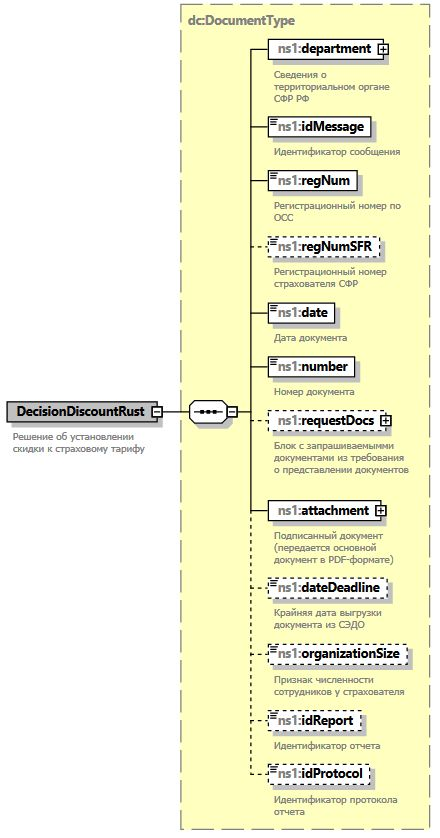 dc:DocumentType
ns1:department
Сведения о
территориальном органе
СФР РФ
ns1:idMessage
Идентификатор сообщения
ns1:regNum
Регистрационный номер по
ОСС
ns1:regNumSFR
Регистрационный номер
страхователя СФР
ns1:date
Дата документа
ns1:number
Номер документа
DecisionDiscountRust
Решение об установлении
скидки к страховому тарифу
ns1:requestDocs
Блок с запрашиваемымми
документами из требования
о представлении документов
ns1:attachment
Подписанный документ
(передается основной
документ в PDF-формате)
ns1:dateDeadline
Крайняя дата выгрузки
документа из СЭДО
ns1:organizationSize
Признак численности
сотрудников у страхователя
ns1:idReport
Идентификатор отчета
ns1:idProtocol
Идентификатор протокола
отчета